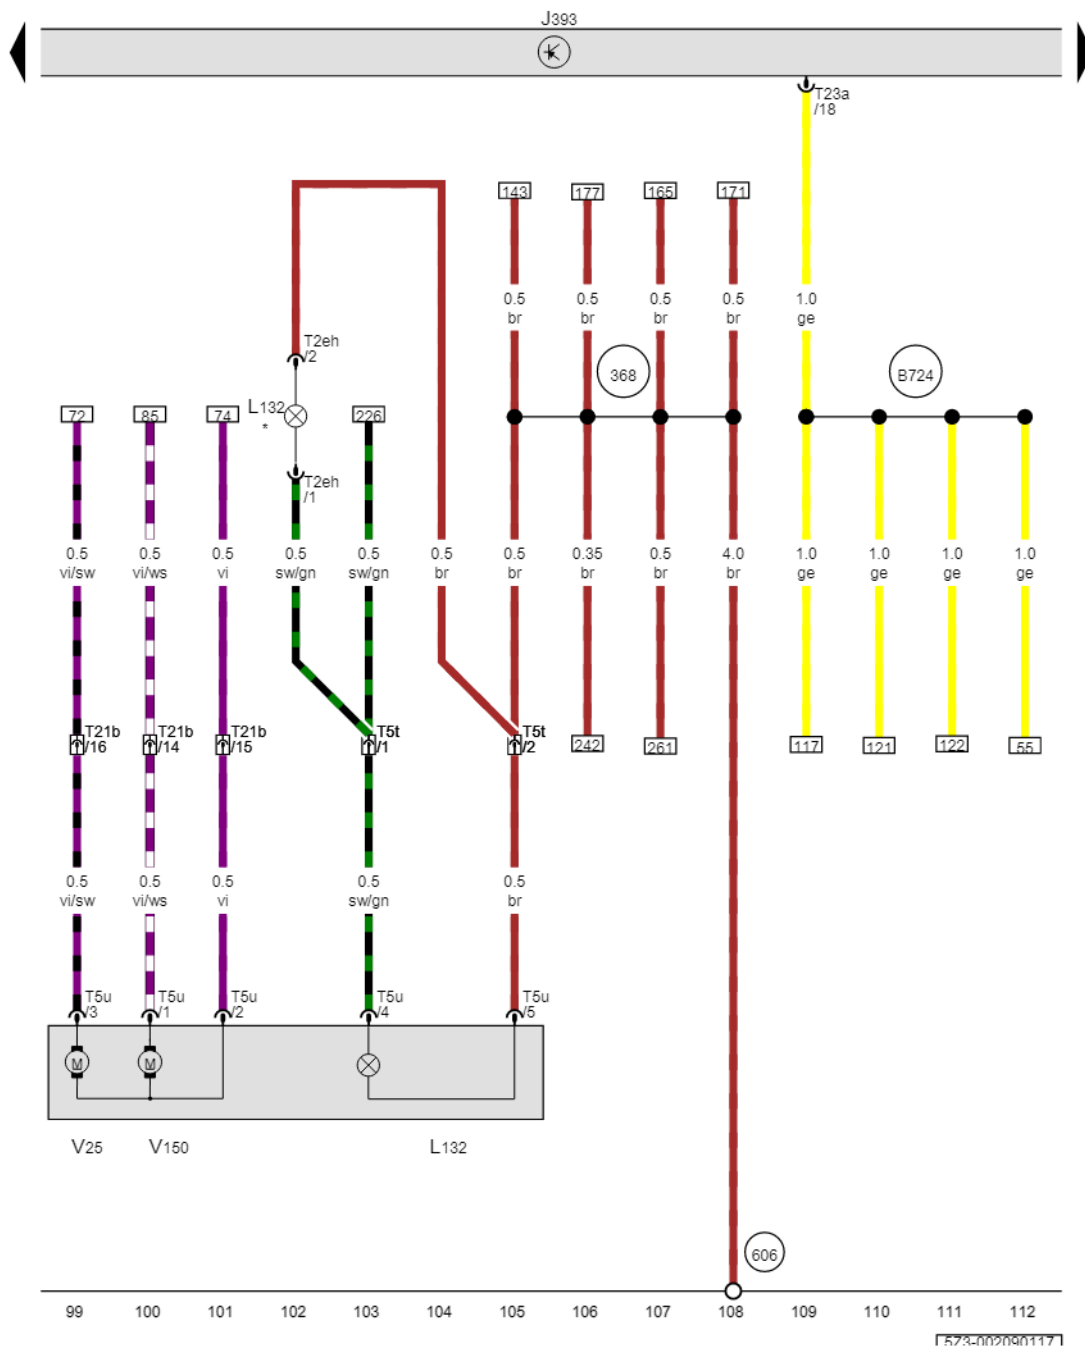 J393
T23a
/18
143 177 165 171
0.5 0.5 0.5 0.5 1.0
br br br br ge
T2eh
/2
368 B724
72 85 74 L132 226
*
T2eh
/1
0.5 0.5 0.5 0.5 0.5 0.5 0.5 0.35 0.5 4.0 1.0 1.0 1.0 1.0
vi/sw vi/ws vi sw/gn sw/gn br br br br br ge ge ge ge
T21b T21b T21b T5t T5t
/16 /14 /15 /1 /2
242 261 117 121 122 55
0.5 0.5 0.5 0.5 0.5
vi/sw vi/ws vi sw/gn br
T5u T5u T5u T5u T5u
/3 /1 /2 /4 /5
M M
V25 V150 L132
606
99 100 101 102 103 104 105 106 107 108 109 110 111 112
573-002090117